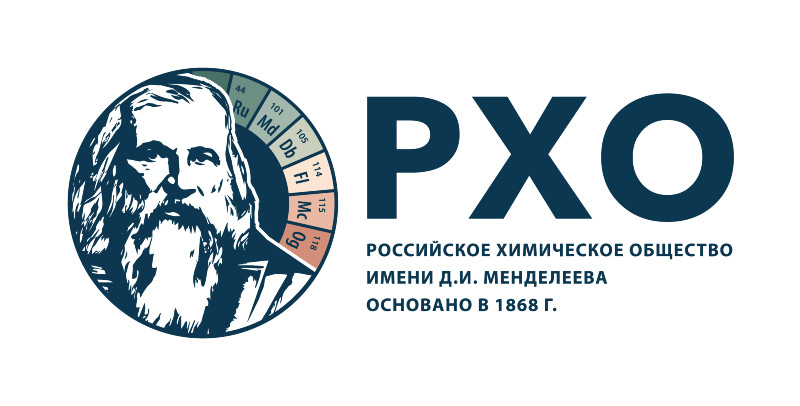 44
Ru
101
Md
105
Db
114
Fl
115
Mc
118
Og
РХО
РОССИЙСКОЕ ХИМИЧЕСКОЕ ОБЩЕСТВО
ИМЕНИ Д.И. МЕНДЕЛЕЕВА
ОСНОВАНО В 1868 Г.